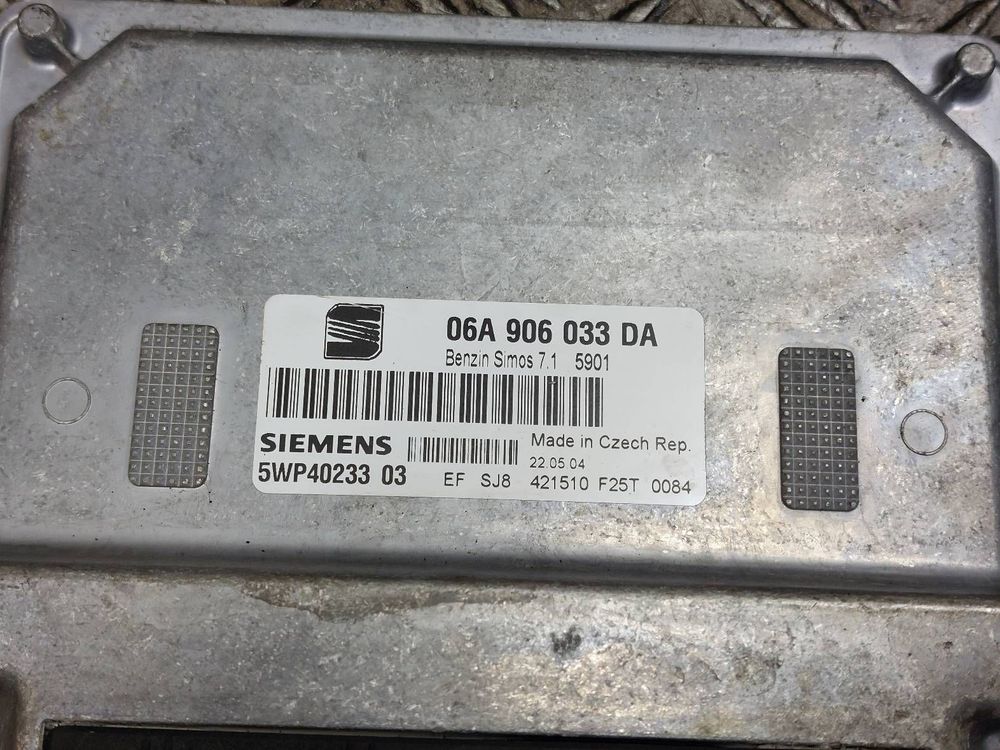 06A 906 033 DA
Benzin Simos 7.1 5901
SIEMENS
Made in Czech Rep.
22.05 04
5WP40233 03
EF SJ8 421510 F25T 0084